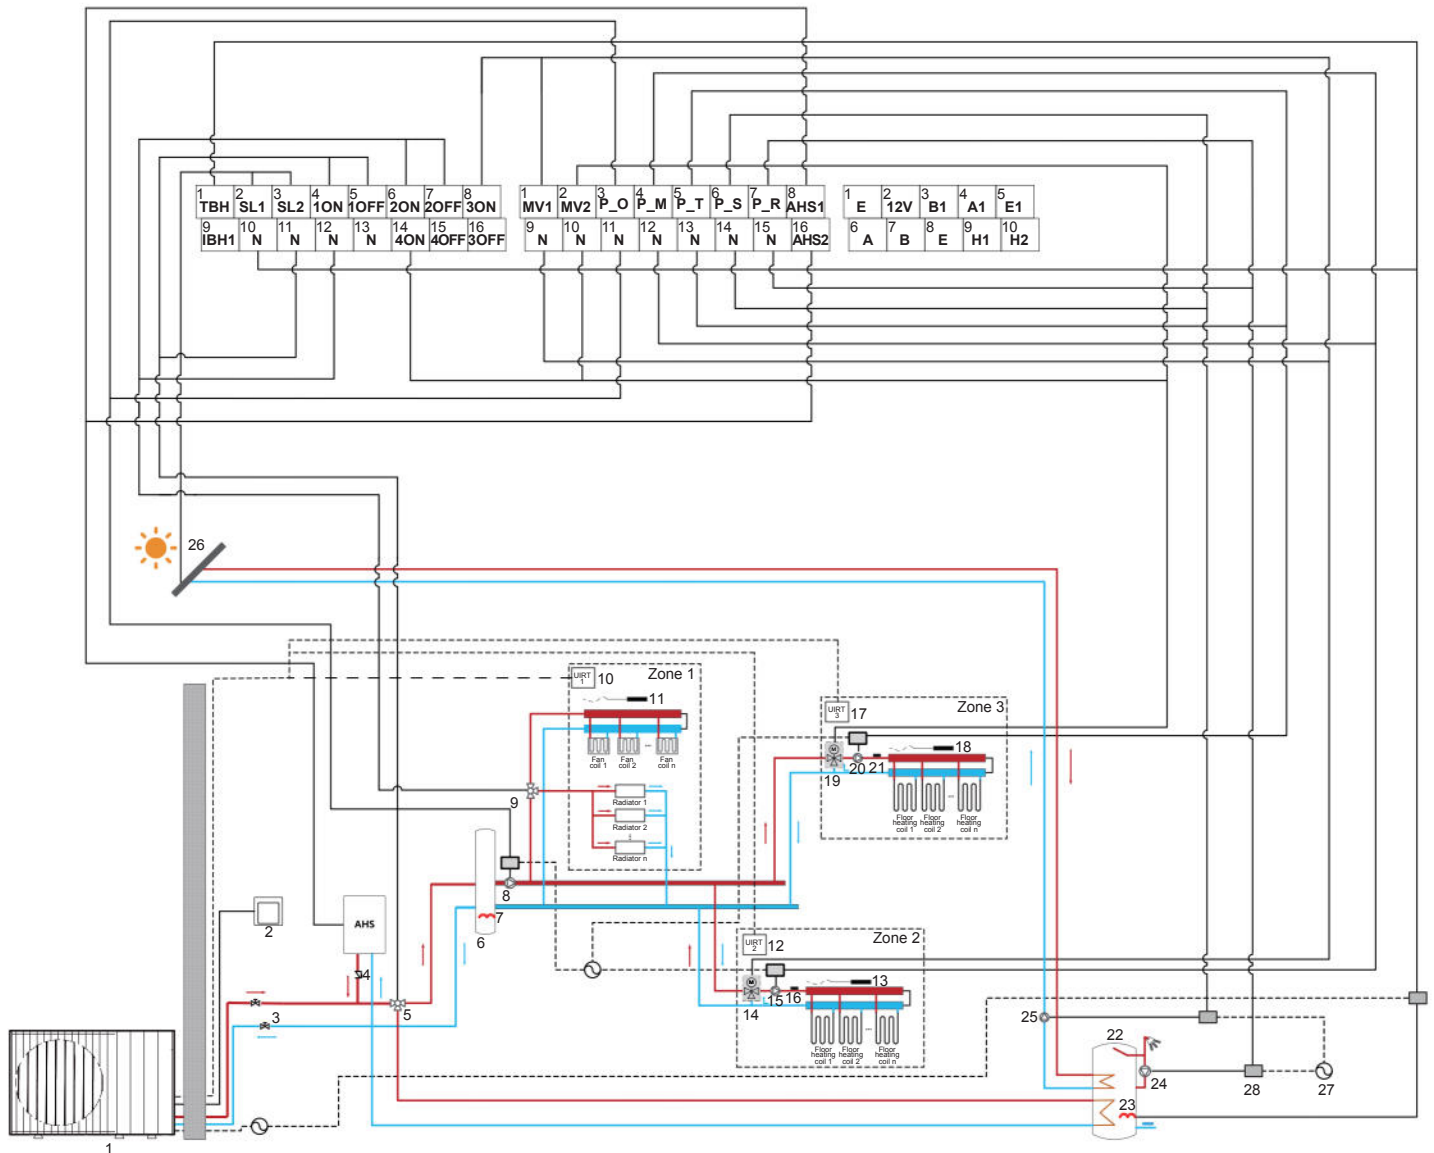 1 TBH 2 SL1 3 SL2 4 1ON 5 1OFF 6 2ON 7 2OFF 8 3ON
9 IBH1 10 N 11 N 12 N 13 N 14 4ON 15 4OFF 16 3OFF
1 MV1 2 MV2 3 P_O 4 P_M 5 P_T 6 P_S 7 P_R 8 AHS1
9 N 10 N 11 N 12 N 13 N 14 N 15 N 16 AHS2
1 E 2 12V 3 B1 4 A1 5 E1
6 A 7 B 8 E 9 H1 10 H2
26
Zone 1
UIRT
1
10
11
Fan
coil 1
Fan
coil 2
...
Fan
coil n
9
Radiator 1
Radiator 2
Radiator n
Zone 3
UIRT
3
17
18
M
19
20
21
Floor
heating
coil 1
Floor
heating
coil 2
...
Floor
heating
coil n
8
7
6
2
AHS
4
5
3
Zone 2
UIRT
2
12
13
M
14
15
16
Floor
heating
coil 1
Floor
heating
coil 2
...
Floor
heating
coil n
25
22
24
23
28
27
1